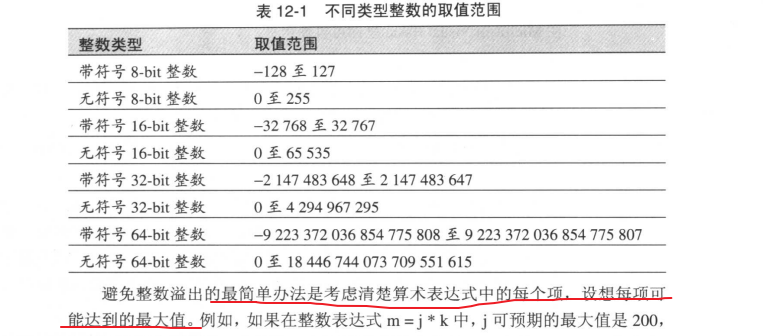 表 12-1 不同类型整数的取值范围
整数类型 取值范围
带符号 8-bit 整数 –128 至 127
无符号 8-bit 整数 0 至 255
带符号 16-bit 整数 –32 768 至 32 767
无符号 16-bit 整数 0 至 65 535
带符号 32-bit 整数 –2 147 483 648 至 2 147 483 647
无符号 32-bit 整数 0 至 4 294 967 295
带符号 64-bit 整数 –9 223 372 036 854 775 808 至 9 223 372 036 854 775 807
无符号 64-bit 整数 0 至 18 446 744 073 709 551 615
避免整数溢出的最简单办法是考虑清楚算术表达式中的每个项，设想每项可
能达到的最大值。例如，如果在整数表达式 m = j * k 中，j 可预期的最大值是 200，